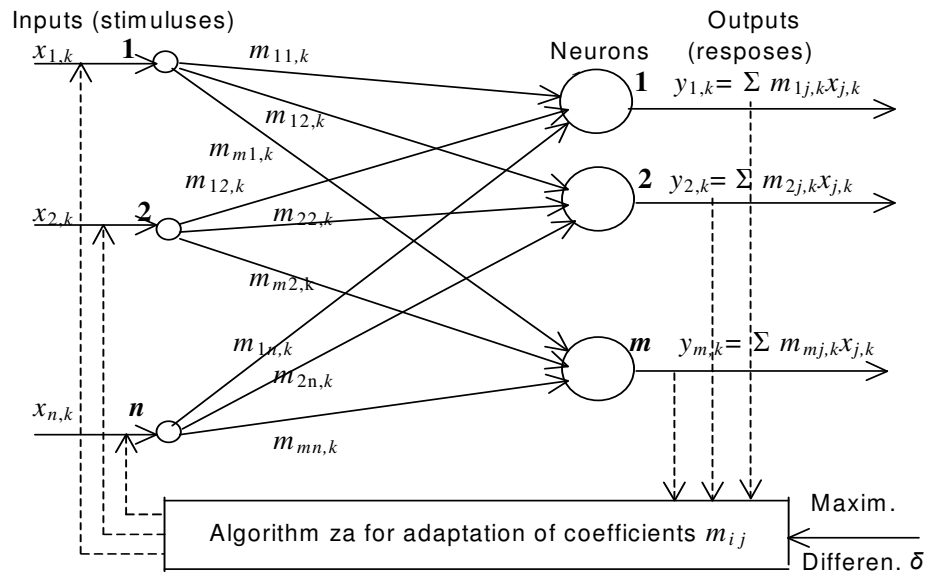 Inputs (stimuluses)
Outputs
(resposes)
Neurons
x1,k
1
m11,k
1
y1,k= Σ m1j,kxj,k
m12,k
mm1,k
m12,k
2
y2,k= Σ m2j,kxj,k
x2,k
2
m22,k
mm2,k
m1n,k
m
ym,k= Σ mmj,kxj,k
m2n,k
xn,k
n
mmn,k
Maxim.
Algorithm za for adaptation of coefficients mij
Differen. δ